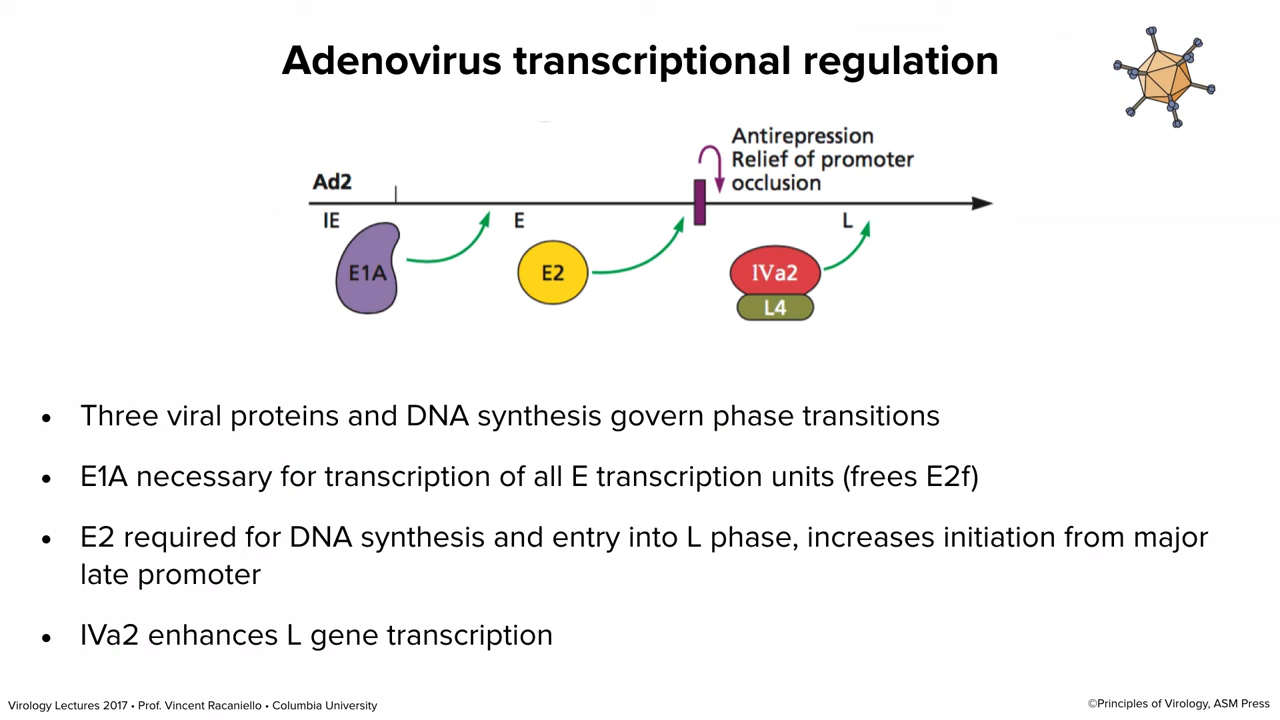 Adenovirus transcriptional regulation
Antirepression
Relief of promoter
occlusion
Ad2
IE
E
L
E1A
E2
IVa2
L4
• Three viral proteins and DNA synthesis govern phase transitions
• E1A necessary for transcription of all E transcription units (frees E2f)
• E2 required for DNA synthesis and entry into L phase, increases initiation from major
late promoter
• IVa2 enhances L gene transcription
Virology Lectures 2017 • Prof. Vincent Racaniello • Columbia University
©Principles of Virology, ASM Press